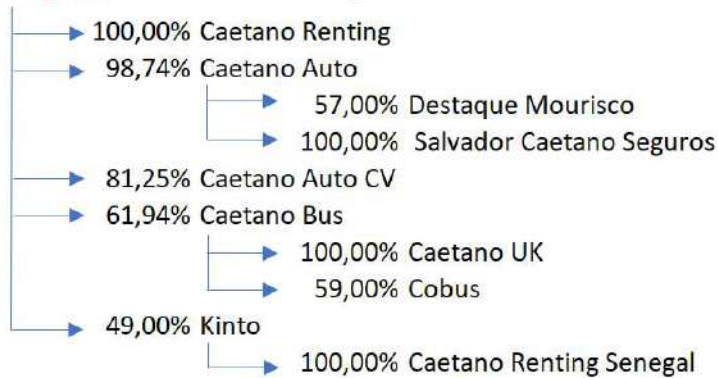 100,00% Caetano Renting
98,74% Caetano Auto
57,00% Destaque Mourisco
100,00% Salvador Caetano Seguros
81,25% Caetano Auto CV
61,94% Caetano Bus
100,00% Caetano UK
59,00% Cobus
49,00% Kinto
100,00% Caetano Renting Senegal